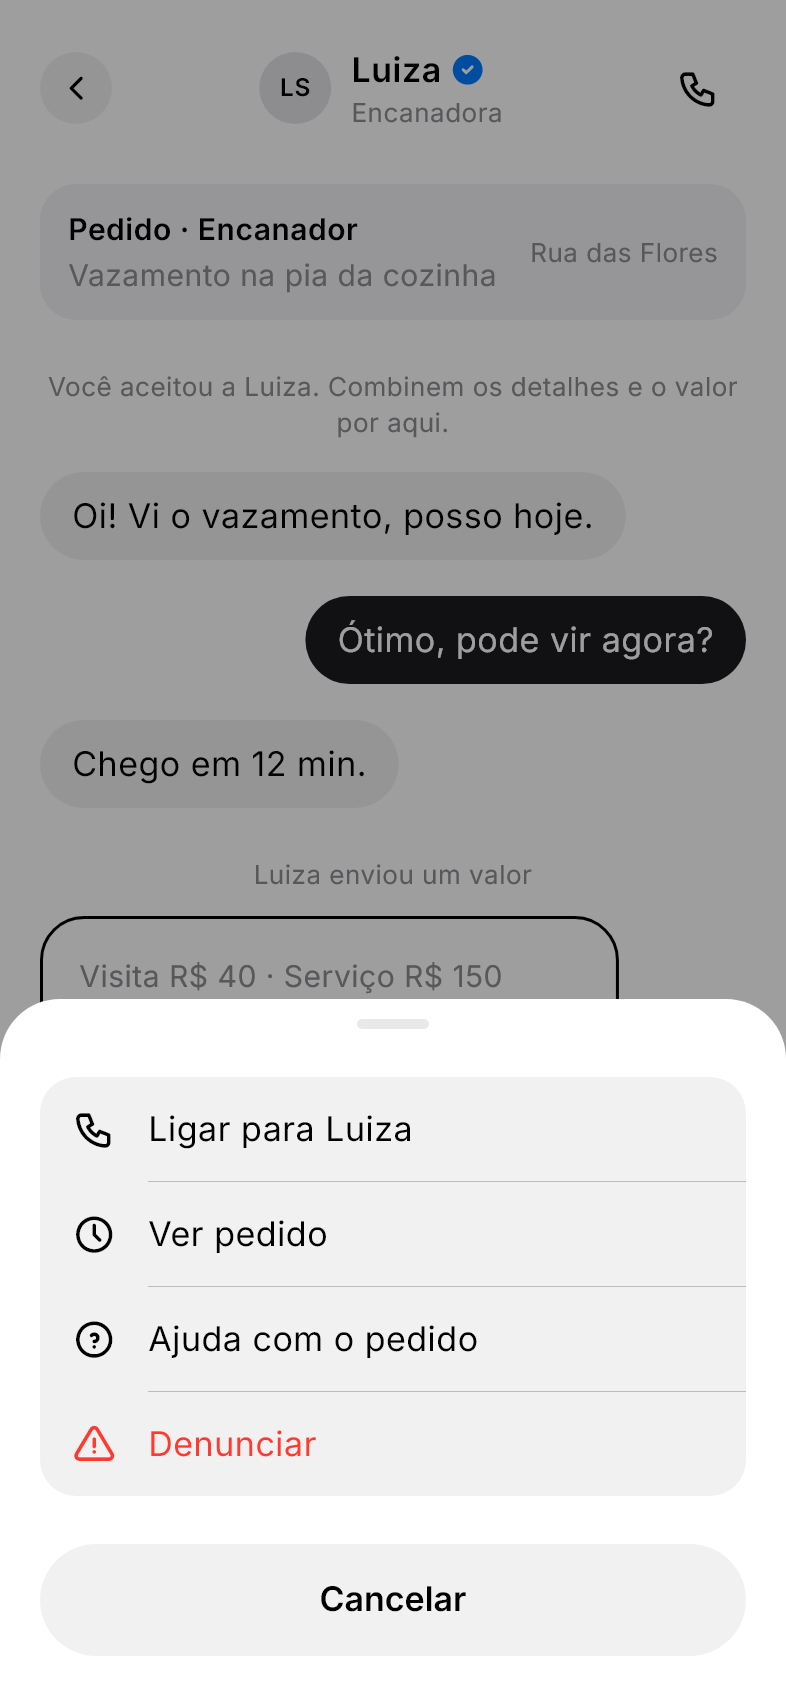 LS
Luiza
Encanadora
Pedido · Encanador
Vazamento na pia da cozinha
Rua das Flores
Você aceitou a Luiza. Combinem os detalhes e o valor
por aqui.
Oi! Vi o vazamento, posso hoje.
Ótimo, pode vir agora?
Chego em 12 min.
Luiza enviou um valor
Visita R$ 40 · Serviço R$ 150
Ligar para Luiza
Ver pedido
Ajuda com o pedido
Denunciar
Cancelar